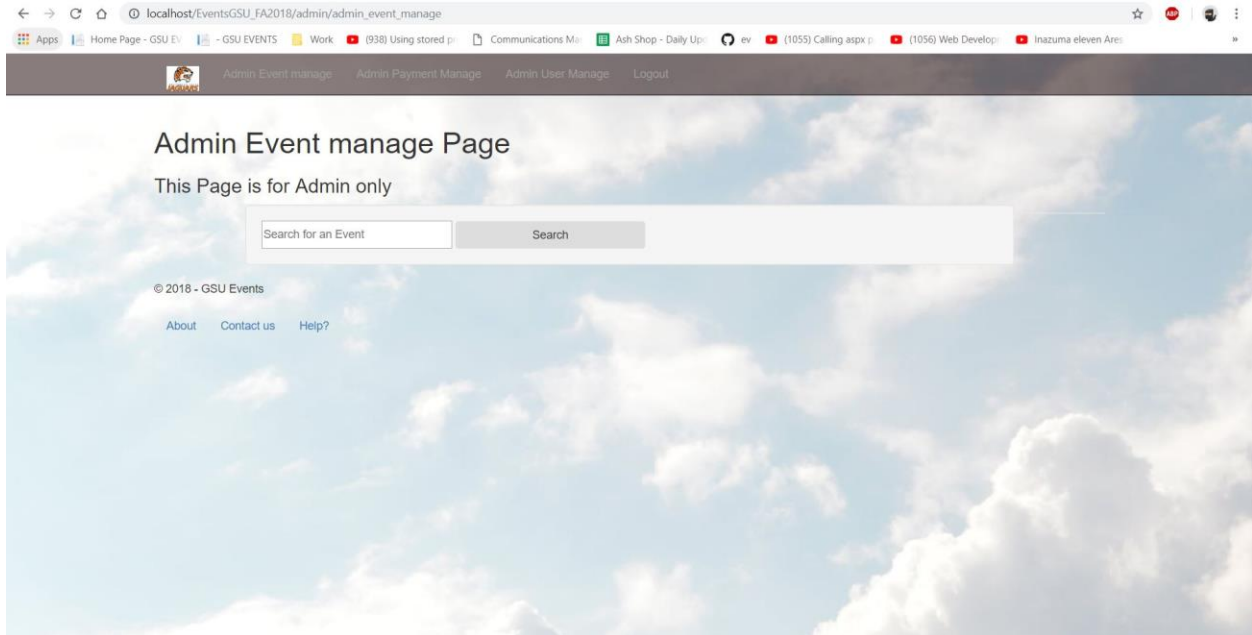 localhost/EventsGSU_FA2018/admin/admin_event_manage
ABP
Apps Home Page - GSU EV - GSU EVENTS Work (938) Using stored p Communications Ma Ash Shop - Daily Up ev (1055) Calling aspx p (1056) Web Develop Inazuma eleven Ares »
JAGUARS Admin Event manage Admin Payment Manage Admin User Manage Logout
Admin Event manage Page
This Page is for Admin only
Search for an Event Search
© 2018 - GSU Events
About Contact us Help?